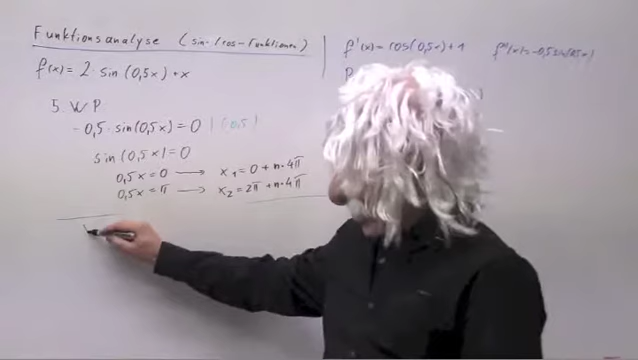 Funktionsanalyse (sin-/cos-Funktionen)
f(x) = 2 · sin (0,5x) + x
f'(x) = cos(0,5x) + 1
f''(x) = -0,5 sin(0,5x)
5. WP
-0,5 · sin(0,5x) = 0 | :(-0,5)
sin (0,5x) = 0
0,5x = 0 → x₁ = 0 + n · 4π
0,5x = π → x₂ = 2π + n · 4π